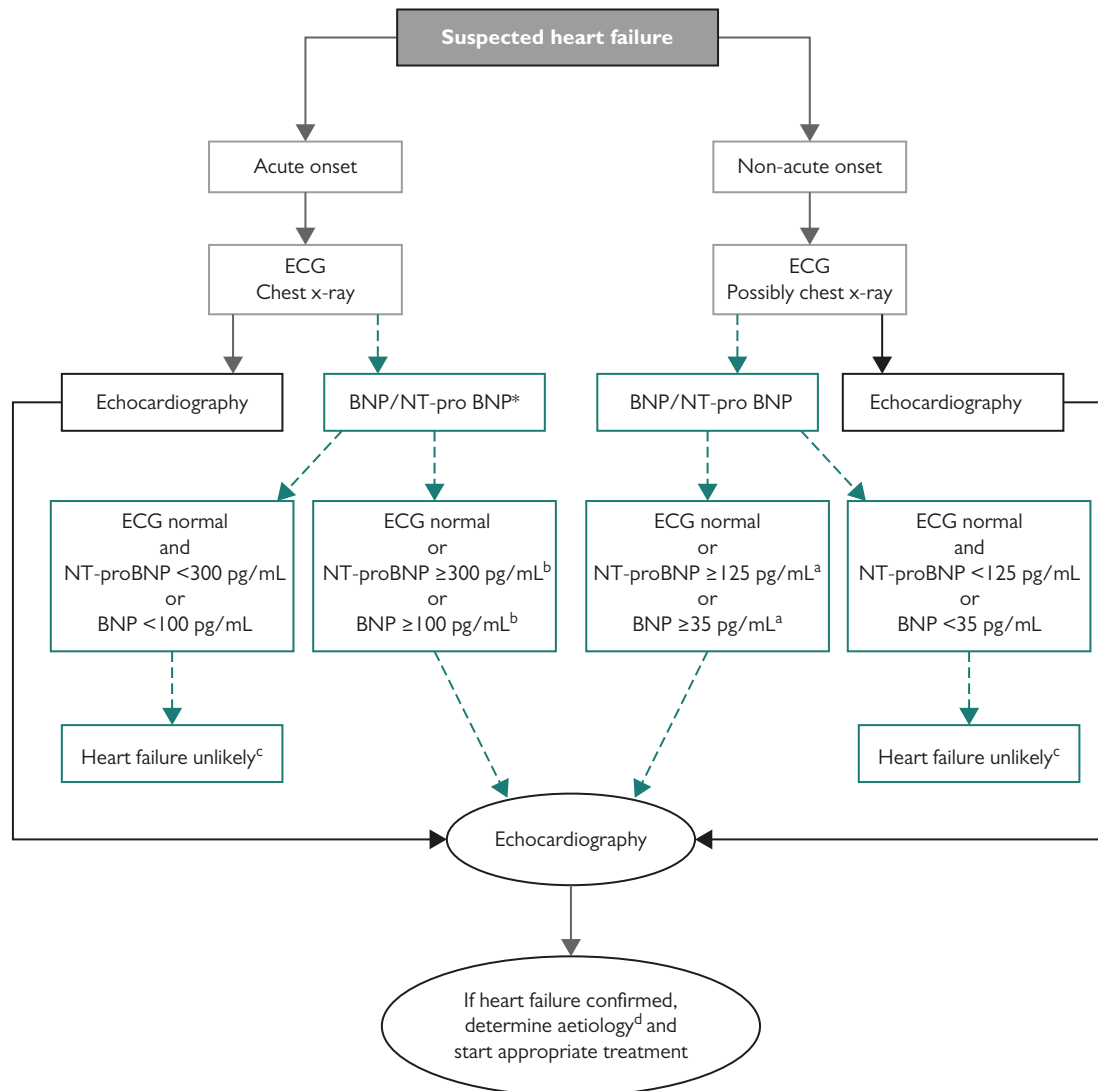 Suspected heart failure
Acute onset
Non-acute onset
ECG
Chest x-ray
ECG
Possibly chest x-ray
Echocardiography
BNP/NT-pro BNP*
BNP/NT-pro BNP
Echocardiography
ECG normal
and
NT-proBNP <300 pg/mL
or
BNP <100 pg/mL
ECG normal
or
NT-proBNP ≥300 pg/mLb
or
BNP ≥100 pg/mLb
ECG normal
or
NT-proBNP ≥125 pg/mLa
or
BNP ≥35 pg/mLa
ECG normal
and
NT-proBNP <125 pg/mL
or
BNP <35 pg/mL
Heart failure unlikelyc
Heart failure unlikelyc
Echocardiography
If heart failure confirmed,
determine aetiologyd and
start appropriate treatment